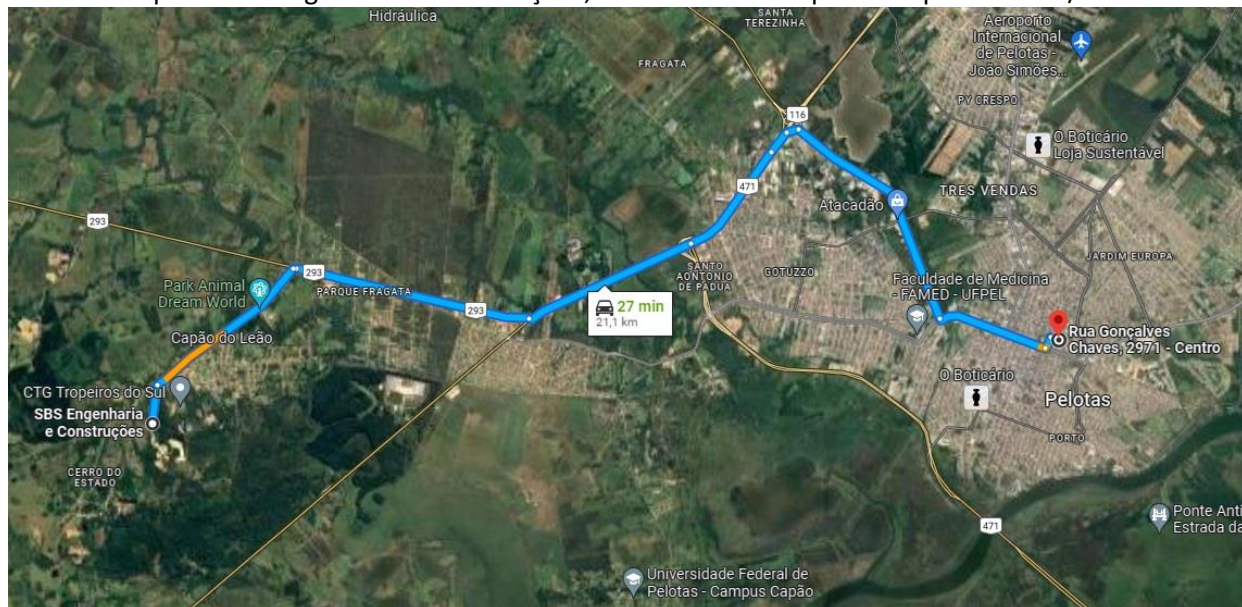 Hidráulica
SANTA
TEREZINHA
Aeroporto
Internacional
de Pelotas -
João Simões...
FRAGATA
PY CRESPO
116
O Boticário
Loja Sustentável
471
TRES VENDAS
Atacadão
293
293
Park Animal
Dream World
PARQUE FRAGATA
293
SANTO
AONTONIO
DE PADUA
GOTUZZO
JARDIM EUROPA
27 min
21,1 km
Faculdade de Medicina
- FAMED - UFPEL
Capão do Leão
Rua Gonçalves
Chaves, 2971 - Centro
CTG Tropeiros do Sul
SBS Engenharia
e Construções
O Boticário
Pelotas
PORTO
CERRO DO
ESTADO
471
Ponte Anti
Estrada da
Universidade Federal de
Pelotas - Campus Capão